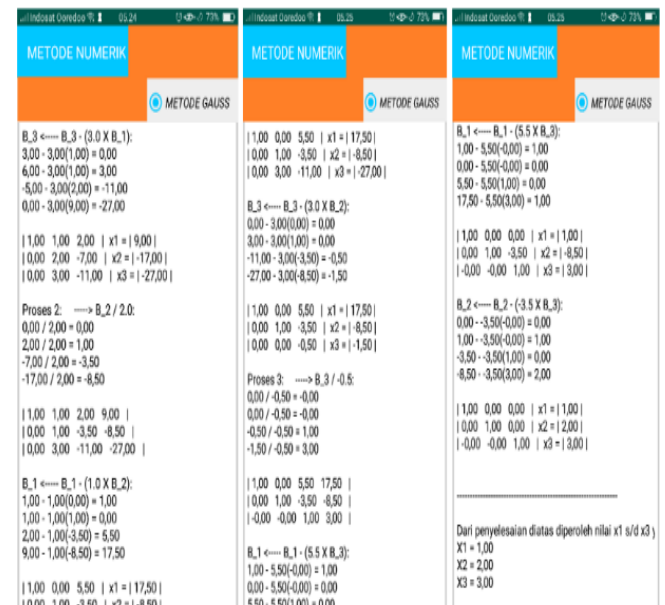 Indosat Ooredoo 05.24 73%
METODE NUMERIK
METODE GAUSS
B_3 <----- B_3 - (3.0 X B_1):
3,00 - 3,00(1,00) = 0,00
6,00 - 3,00(1,00) = 3,00
-5,00 - 3,00(2,00) = -11,00
0,00 - 3,00(9,00) = -27,00
| 1,00 1,00 2,00 | x1 = | 9,00 |
| 0,00 2,00 -7,00 | x2 = | -17,00 |
| 0,00 3,00 -11,00 | x3 = | -27,00 |
Proses 2: -----> B_2 / 2.0:
0,00 / 2,00 = 0,00
2,00 / 2,00 = 1,00
-7,00 / 2,00 = -3,50
-17,00 / 2,00 = -8,50
| 1,00 1,00 2,00 9,00 |
| 0,00 1,00 -3,50 -8,50 |
| 0,00 3,00 -11,00 -27,00 |
B_1 <----- B_1 - (1.0 X B_2):
1,00 - 1,00(0,00) = 1,00
1,00 - 1,00(1,00) = 0,00
2,00 - 1,00(-3,50) = 5,50
9,00 - 1,00(-8,50) = 17,50
| 1,00 0,00 5,50 | x1 = | 17,50 |
| 0,00 1,00 -3,50 | x2 = | -8,50 |
Indosat Ooredoo 05.25 73%
METODE NUMERIK
METODE GAUSS
| 1,00 0,00 5,50 | x1 = | 17,50 |
| 0,00 1,00 -3,50 | x2 = | -8,50 |
| 0,00 3,00 -11,00 | x3 = | -27,00 |
B_3 <----- B_3 - (3.0 X B_2):
0,00 - 3,00(0,00) = 0,00
3,00 - 3,00(1,00) = 0,00
-11,00 - 3,00(-3,50) = -0,50
-27,00 - 3,00(-8,50) = -1,50
| 1,00 0,00 5,50 | x1 = | 17,50 |
| 0,00 1,00 -3,50 | x2 = | -8,50 |
| 0,00 0,00 -0,50 | x3 = | -1,50 |
Proses 3: -----> B_3 / -0.5:
0,00 / -0,50 = -0,00
0,00 / -0,50 = -0,00
-0,50 / -0,50 = 1,00
-1,50 / -0,50 = 3,00
| 1,00 0,00 5,50 17,50 |
| 0,00 1,00 -3,50 -8,50 |
| -0,00 -0,00 1,00 3,00 |
B_1 <----- B_1 - (5.5 X B_3):
1,00 - 5,50(-0,00) = 1,00
0,00 - 5,50(-0,00) = 0,00
5,50 - 5,50(1,00) = 0,00
Indosat Ooredoo 05.25 73%
METODE NUMERIK
METODE GAUSS
B_1 <----- B_1 - (5.5 X B_3):
1,00 - 5,50(-0,00) = 1,00
0,00 - 5,50(-0,00) = 0,00
5,50 - 5,50(1,00) = 0,00
17,50 - 5,50(3,00) = 1,00
| 1,00 0,00 0,00 | x1 = | 1,00 |
| 0,00 1,00 -3,50 | x2 = | -8,50 |
| -0,00 -0,00 1,00 | x3 = | 3,00 |
B_2 <----- B_2 - (-3.5 X B_3):
0,00 - -3,50(-0,00) = 0,00
1,00 - -3,50(-0,00) = 1,00
-3,50 - -3,50(1,00) = 0,00
-8,50 - -3,50(3,00) = 2,00
| 1,00 0,00 0,00 | x1 = | 1,00 |
| 0,00 1,00 0,00 | x2 = | 2,00 |
| -0,00 -0,00 1,00 | x3 = | 3,00 |
Dari penyelesaian diatas diperoleh nilai x1 s/d x3 y
X1 = 1,00
X2 = 2,00
X3 = 3,00